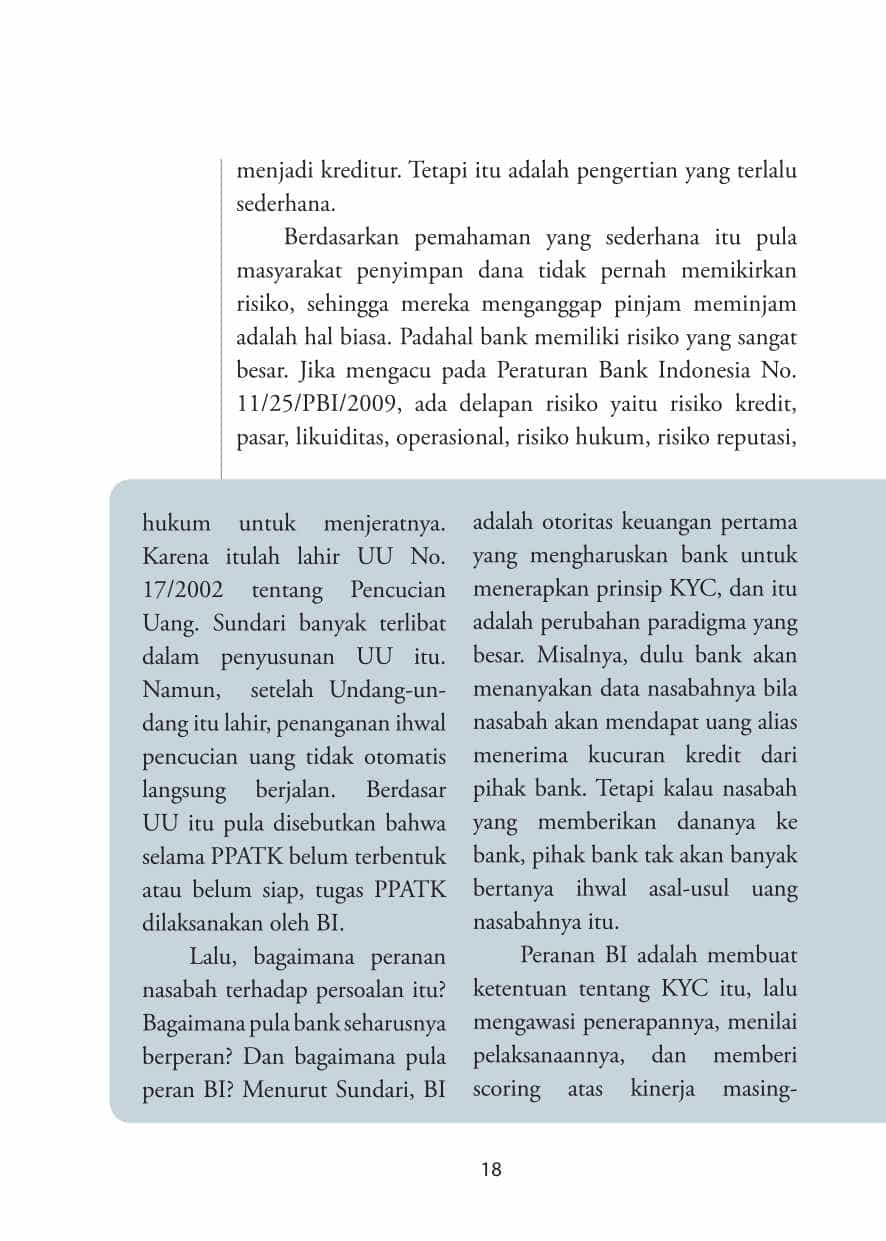 menjadi kreditur. Tetapi itu adalah pengertian yang terlalu
sederhana.
Berdasarkan pemahaman yang sederhana itu pula
masyarakat penyimpan dana tidak pernah memikirkan
risiko, sehingga mereka menganggap pinjam meminjam
adalah hal biasa. Padahal bank memiliki risiko yang sangat
besar. Jika mengacu pada Peraturan Bank Indonesia No.
11/25/PBI/2009, ada delapan risiko yaitu risiko kredit,
pasar, likuiditas, operasional, risiko hukum, risiko reputasi,
hukum untuk menjeratnya.
Karena itulah lahir UU No.
17/2002 tentang Pencucian
Uang. Sundari banyak terlibat
dalam penyusunan UU itu.
Namun, setelah Undang-un-
dang itu lahir, penanganan ihwal
pencucian uang tidak otomatis
langsung berjalan. Berdasar
UU itu pula disebutkan bahwa
selama PPATK belum terbentuk
atau belum siap, tugas PPATK
dilaksanakan oleh BI.
Lalu, bagaimana peranan
nasabah terhadap persoalan itu?
Bagaimana pula bank seharusnya
berperan? Dan bagaimana pula
peran BI? Menurut Sundari, BI
adalah otoritas keuangan pertama
yang mengharuskan bank untuk
menerapkan prinsip KYC, dan itu
adalah perubahan paradigma yang
besar. Misalnya, dulu bank akan
menanyakan data nasabahnya bila
nasabah akan mendapat uang alias
menerima kucuran kredit dari
pihak bank. Tetapi kalau nasabah
yang memberikan dananya ke
bank, pihak bank tak akan banyak
bertanya ihwal asal-usul uang
nasabahnya itu.
Peranan BI adalah membuat
ketentuan tentang KYC itu, lalu
mengawasi penerapannya, menilai
pelaksanaannya, dan memberi
scoring atas kinerja masing-
18